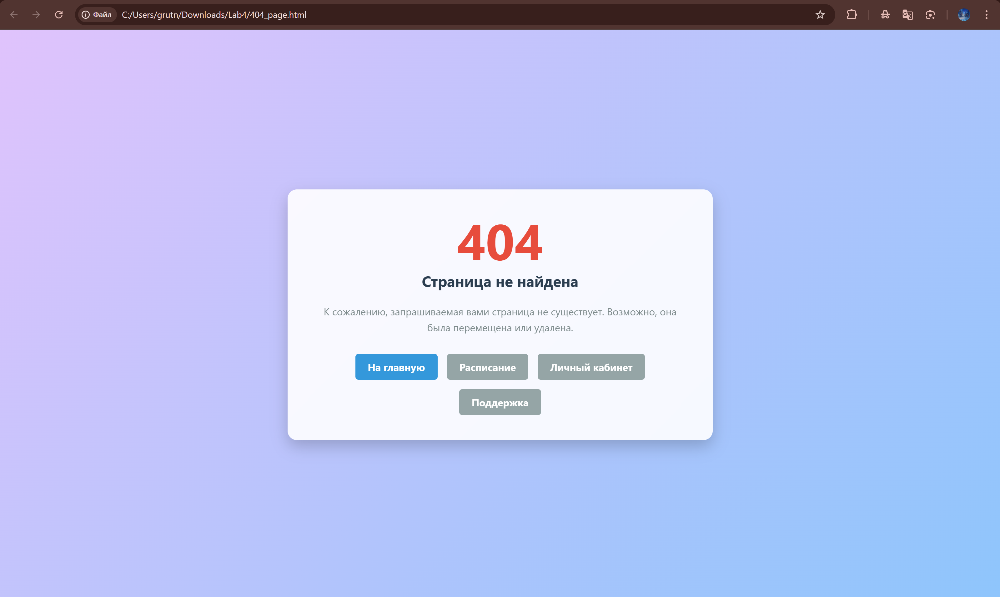 Файл
C:/Users/grutn/Downloads/Lab4/404_page.html
404
Страница не найдена
К сожалению, запрашиваемая вами страница не существует. Возможно, она
была перемещена или удалена.
На главную
Расписание
Личный кабинет
Поддержка